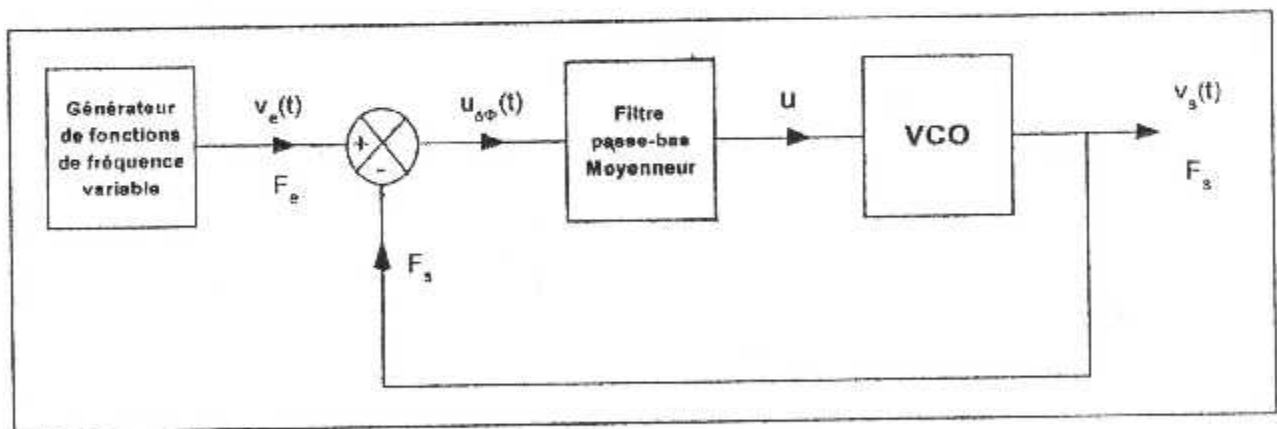 Générateur
de fonctions
de fréquence
variable
v_e(t)
F_e
+
-
u_δΦ(t)
Filtre
passe-bas
Moyenneur
u
VCO
v_s(t)
F_s
F_s